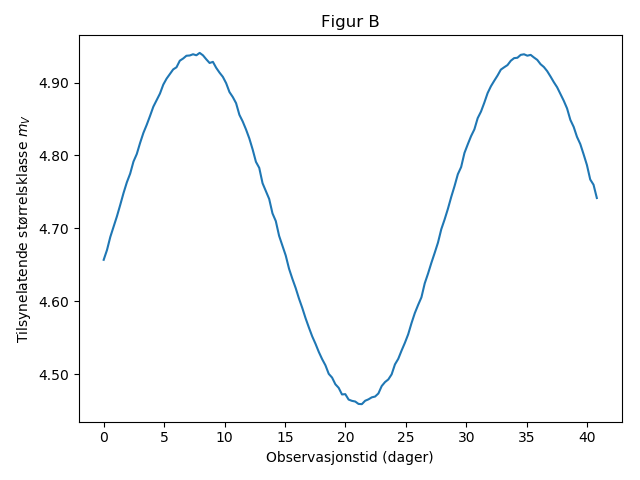 Figur B
Tilsynelatende størrelsklasse $m_V$
4.90
4.80
4.70
4.60
4.50
0 5 10 15 20 25 30 35 40
Observasjonstid (dager)